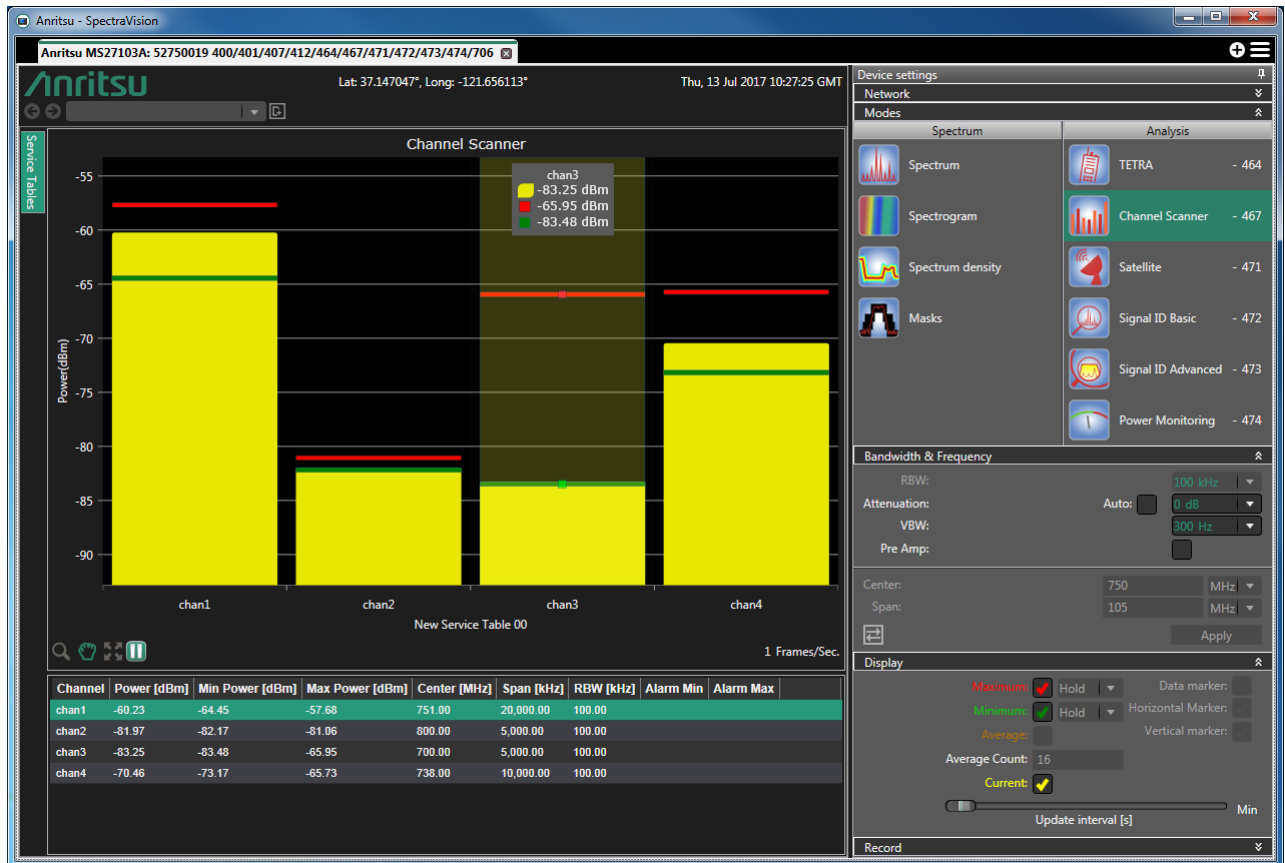 Anritsu - SpectraVision
Anritsu MS27103A: 52750019 400/401/407/412/464/467/471/472/473/474/706
Anritsu
Lat: 37.147047°, Long: -121.656113°
Thu, 13 Jul 2017 10:27:25 GMT
Service Tables
Channel Scanner
Power(dBm)
-55
-60
-65
-70
-75
-80
-85
-90
chan3
-83.25 dBm
-65.95 dBm
-83.48 dBm
chan1 chan2 chan3 chan4
New Service Table 00
1 Frames/Sec.
Channel Power [dBm] Min Power [dBm] Max Power [dBm] Center [MHz] Span [kHz] RBW [kHz] Alarm Min Alarm Max
chan1 -60.23 -64.45 -57.68 751.00 20,000.00 100.00
chan2 -81.97 -82.17 -81.06 800.00 5,000.00 100.00
chan3 -83.25 -83.48 -65.95 700.00 5,000.00 100.00
chan4 -70.46 -73.17 -65.73 738.00 10,000.00 100.00
Device settings
Network
Modes
Spectrum Analysis
Spectrum TETRA - 464
Spectrogram Channel Scanner - 467
Spectrum density Satellite - 471
Masks Signal ID Basic - 472
Signal ID Advanced - 473
Power Monitoring - 474
Bandwidth & Frequency
RBW: 100 kHz
Attenuation: Auto: 0 dB
VBW: 300 Hz
Pre Amp:
Center: 750 MHz
Span: 105 MHz
Apply
Display
Maximum: Hold Data marker:
Minimum: Hold Horizontal Marker:
Average: Vertical marker:
Average Count: 16
Current:
Min
Update interval [s]
Record